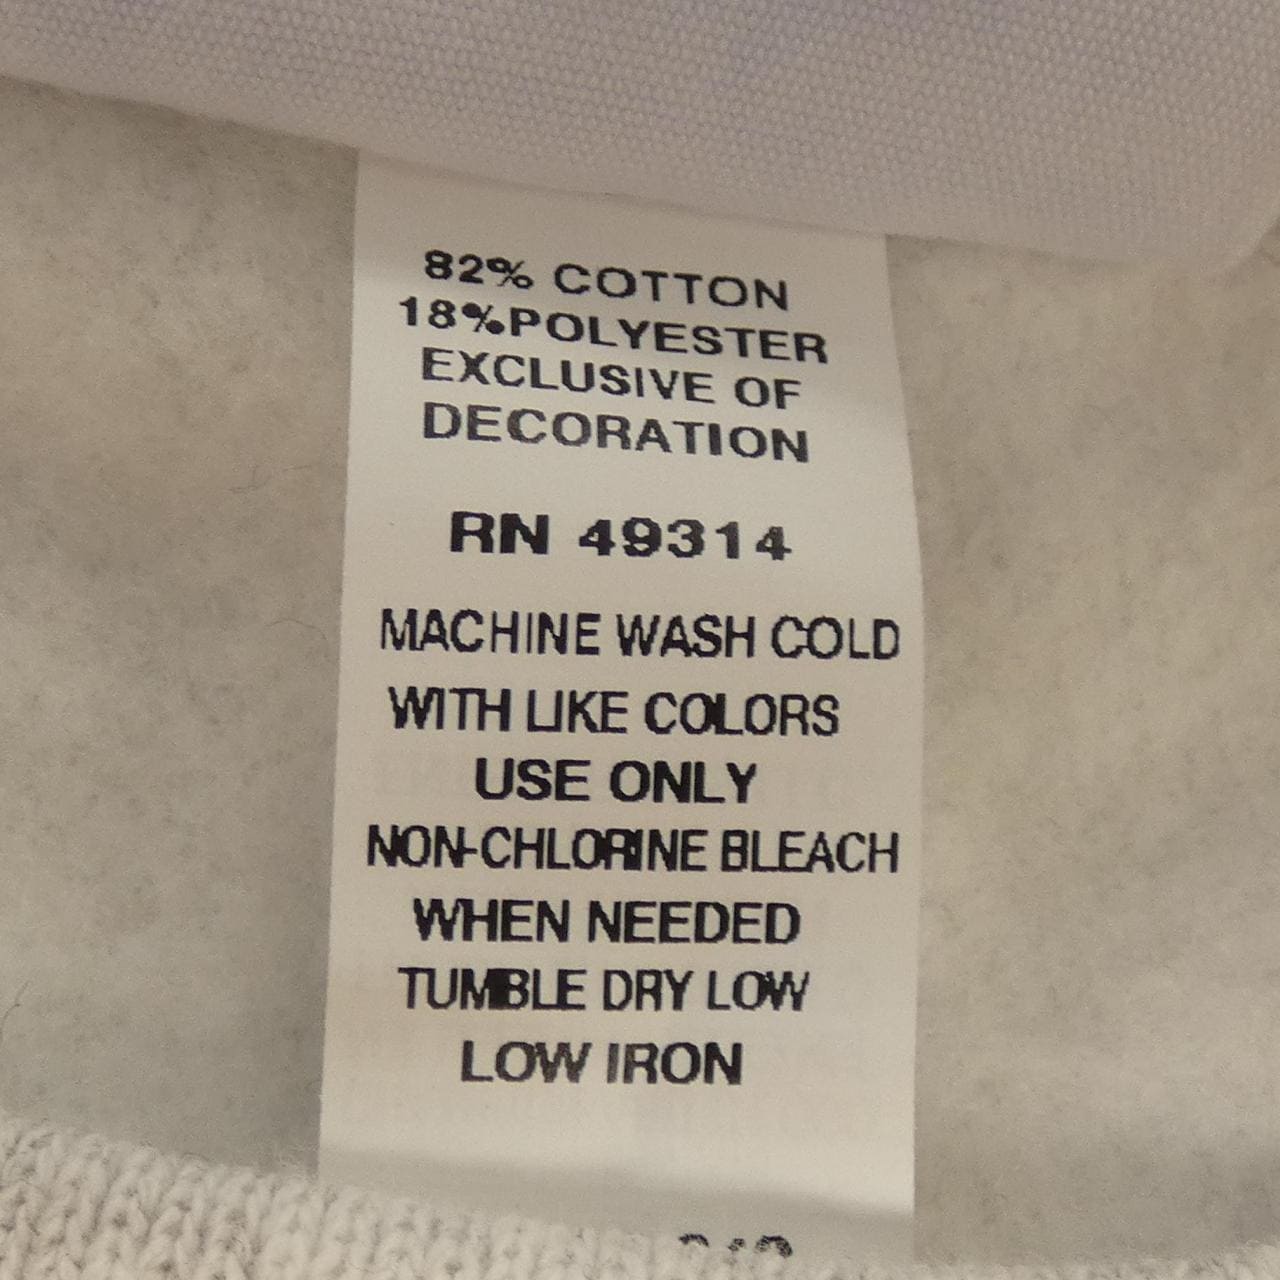 82% COTTON
18%POLYESTER
EXCLUSIVE OF
DECORATION
RN 49314
MACHINE WASH COLD
WITH LIKE COLORS
USE ONLY
NON-CHLORINE BLEACH
WHEN NEEDED
TUMBLE DRY LOW
LOW IRON